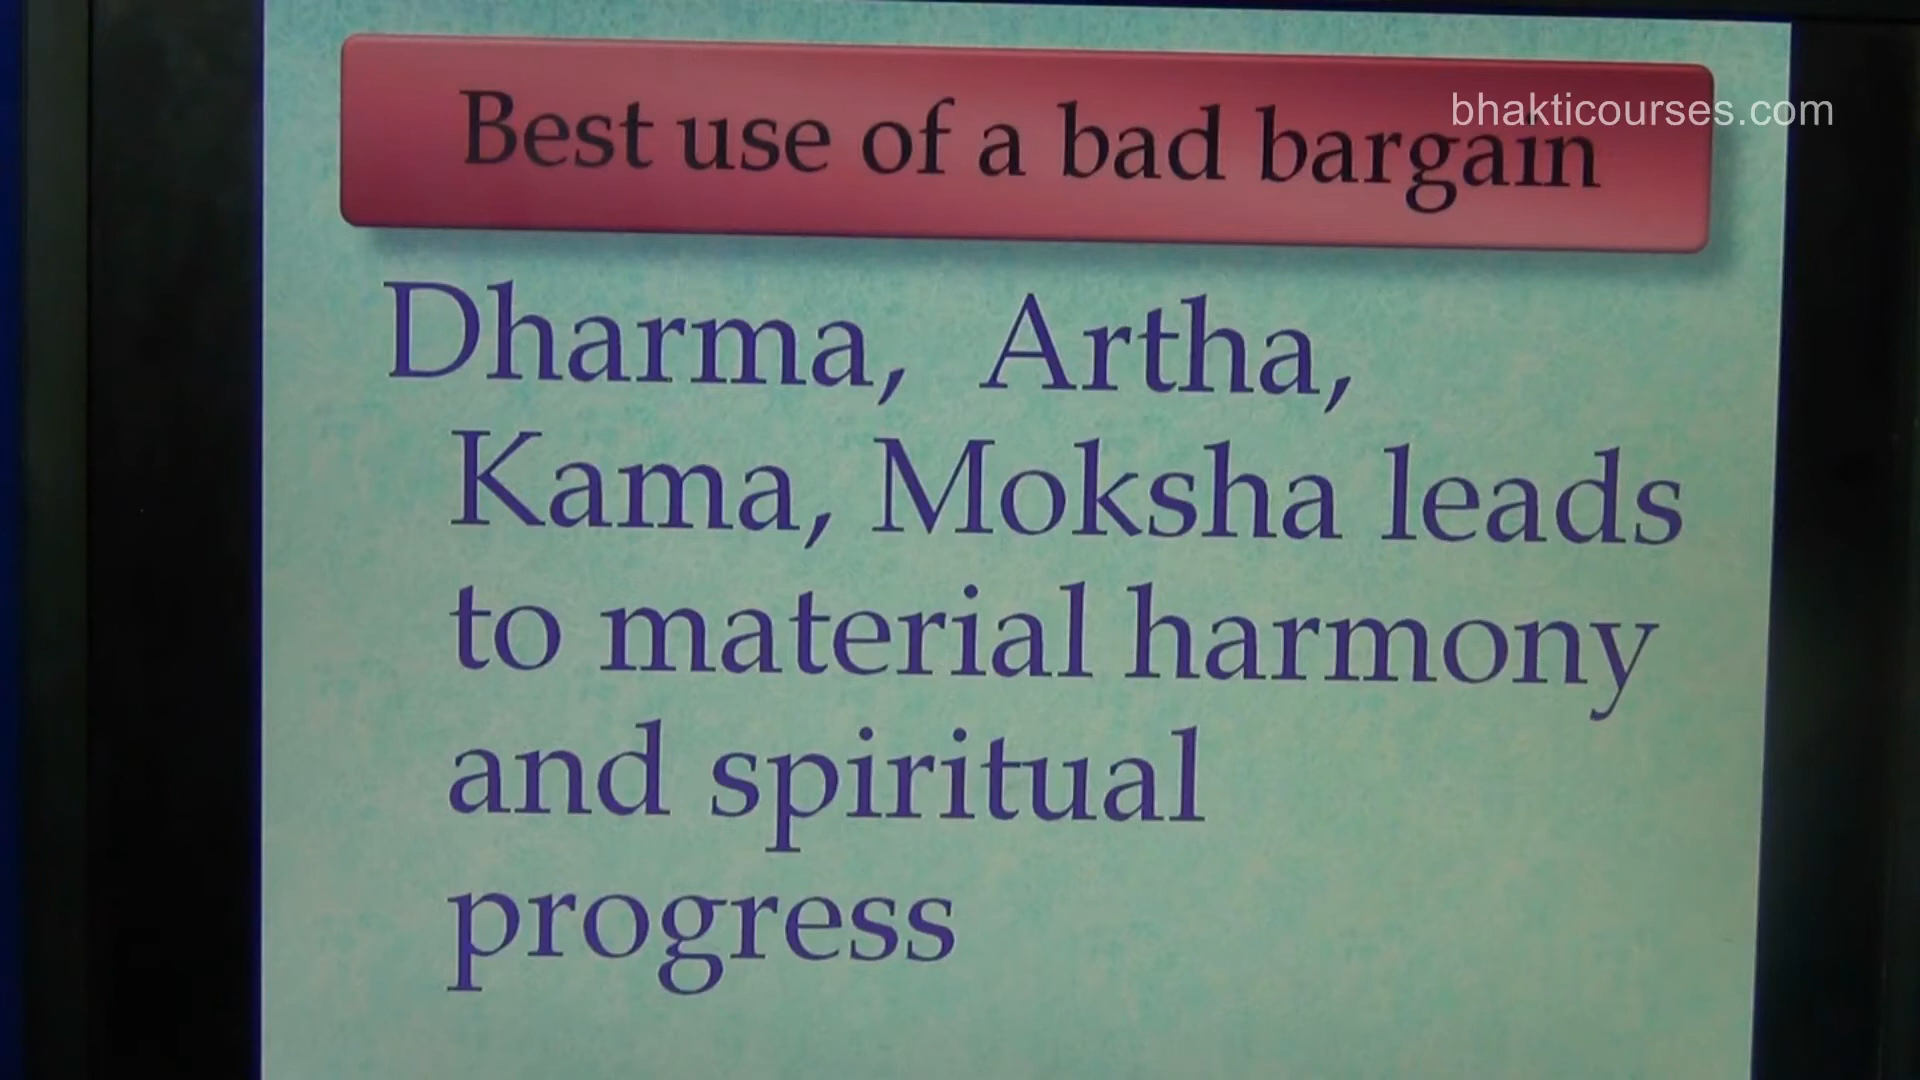 bhakticourses.com
Best use of a bad bargain
Dharma, Artha,
Kama, Moksha leads
to material harmony
and spiritual
progress